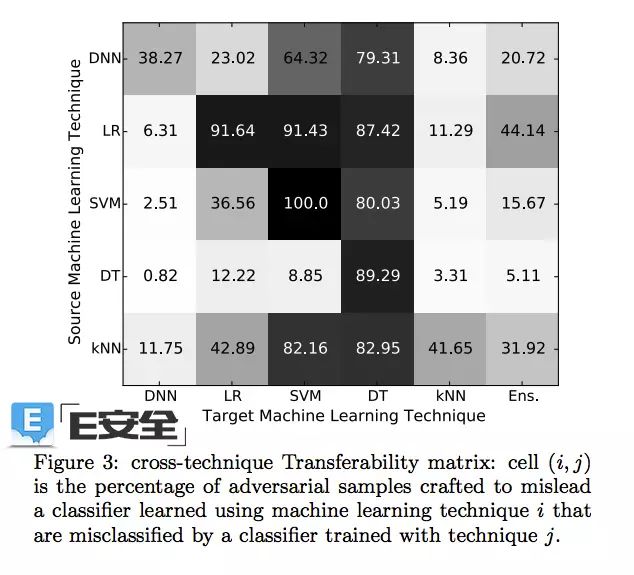 Source Machine Learning Technique
DNN 38.27 23.02 64.32 79.31 8.36 20.72
LR 6.31 91.64 91.43 87.42 11.29 44.14
SVM 2.51 36.56 100.0 80.03 5.19 15.67
DT 0.82 12.22 8.85 89.29 3.31 5.11
kNN 11.75 42.89 82.16 82.95 41.65 31.92
DNN LR SVM DT kNN Ens.
Target Machine Learning Technique
E
E安全
Figure 3: cross-technique Transferability matrix: cell (i, j)
is the percentage of adversarial samples crafted to mislead
a classifier learned using machine learning technique i that
are misclassified by a classifier trained with technique j.